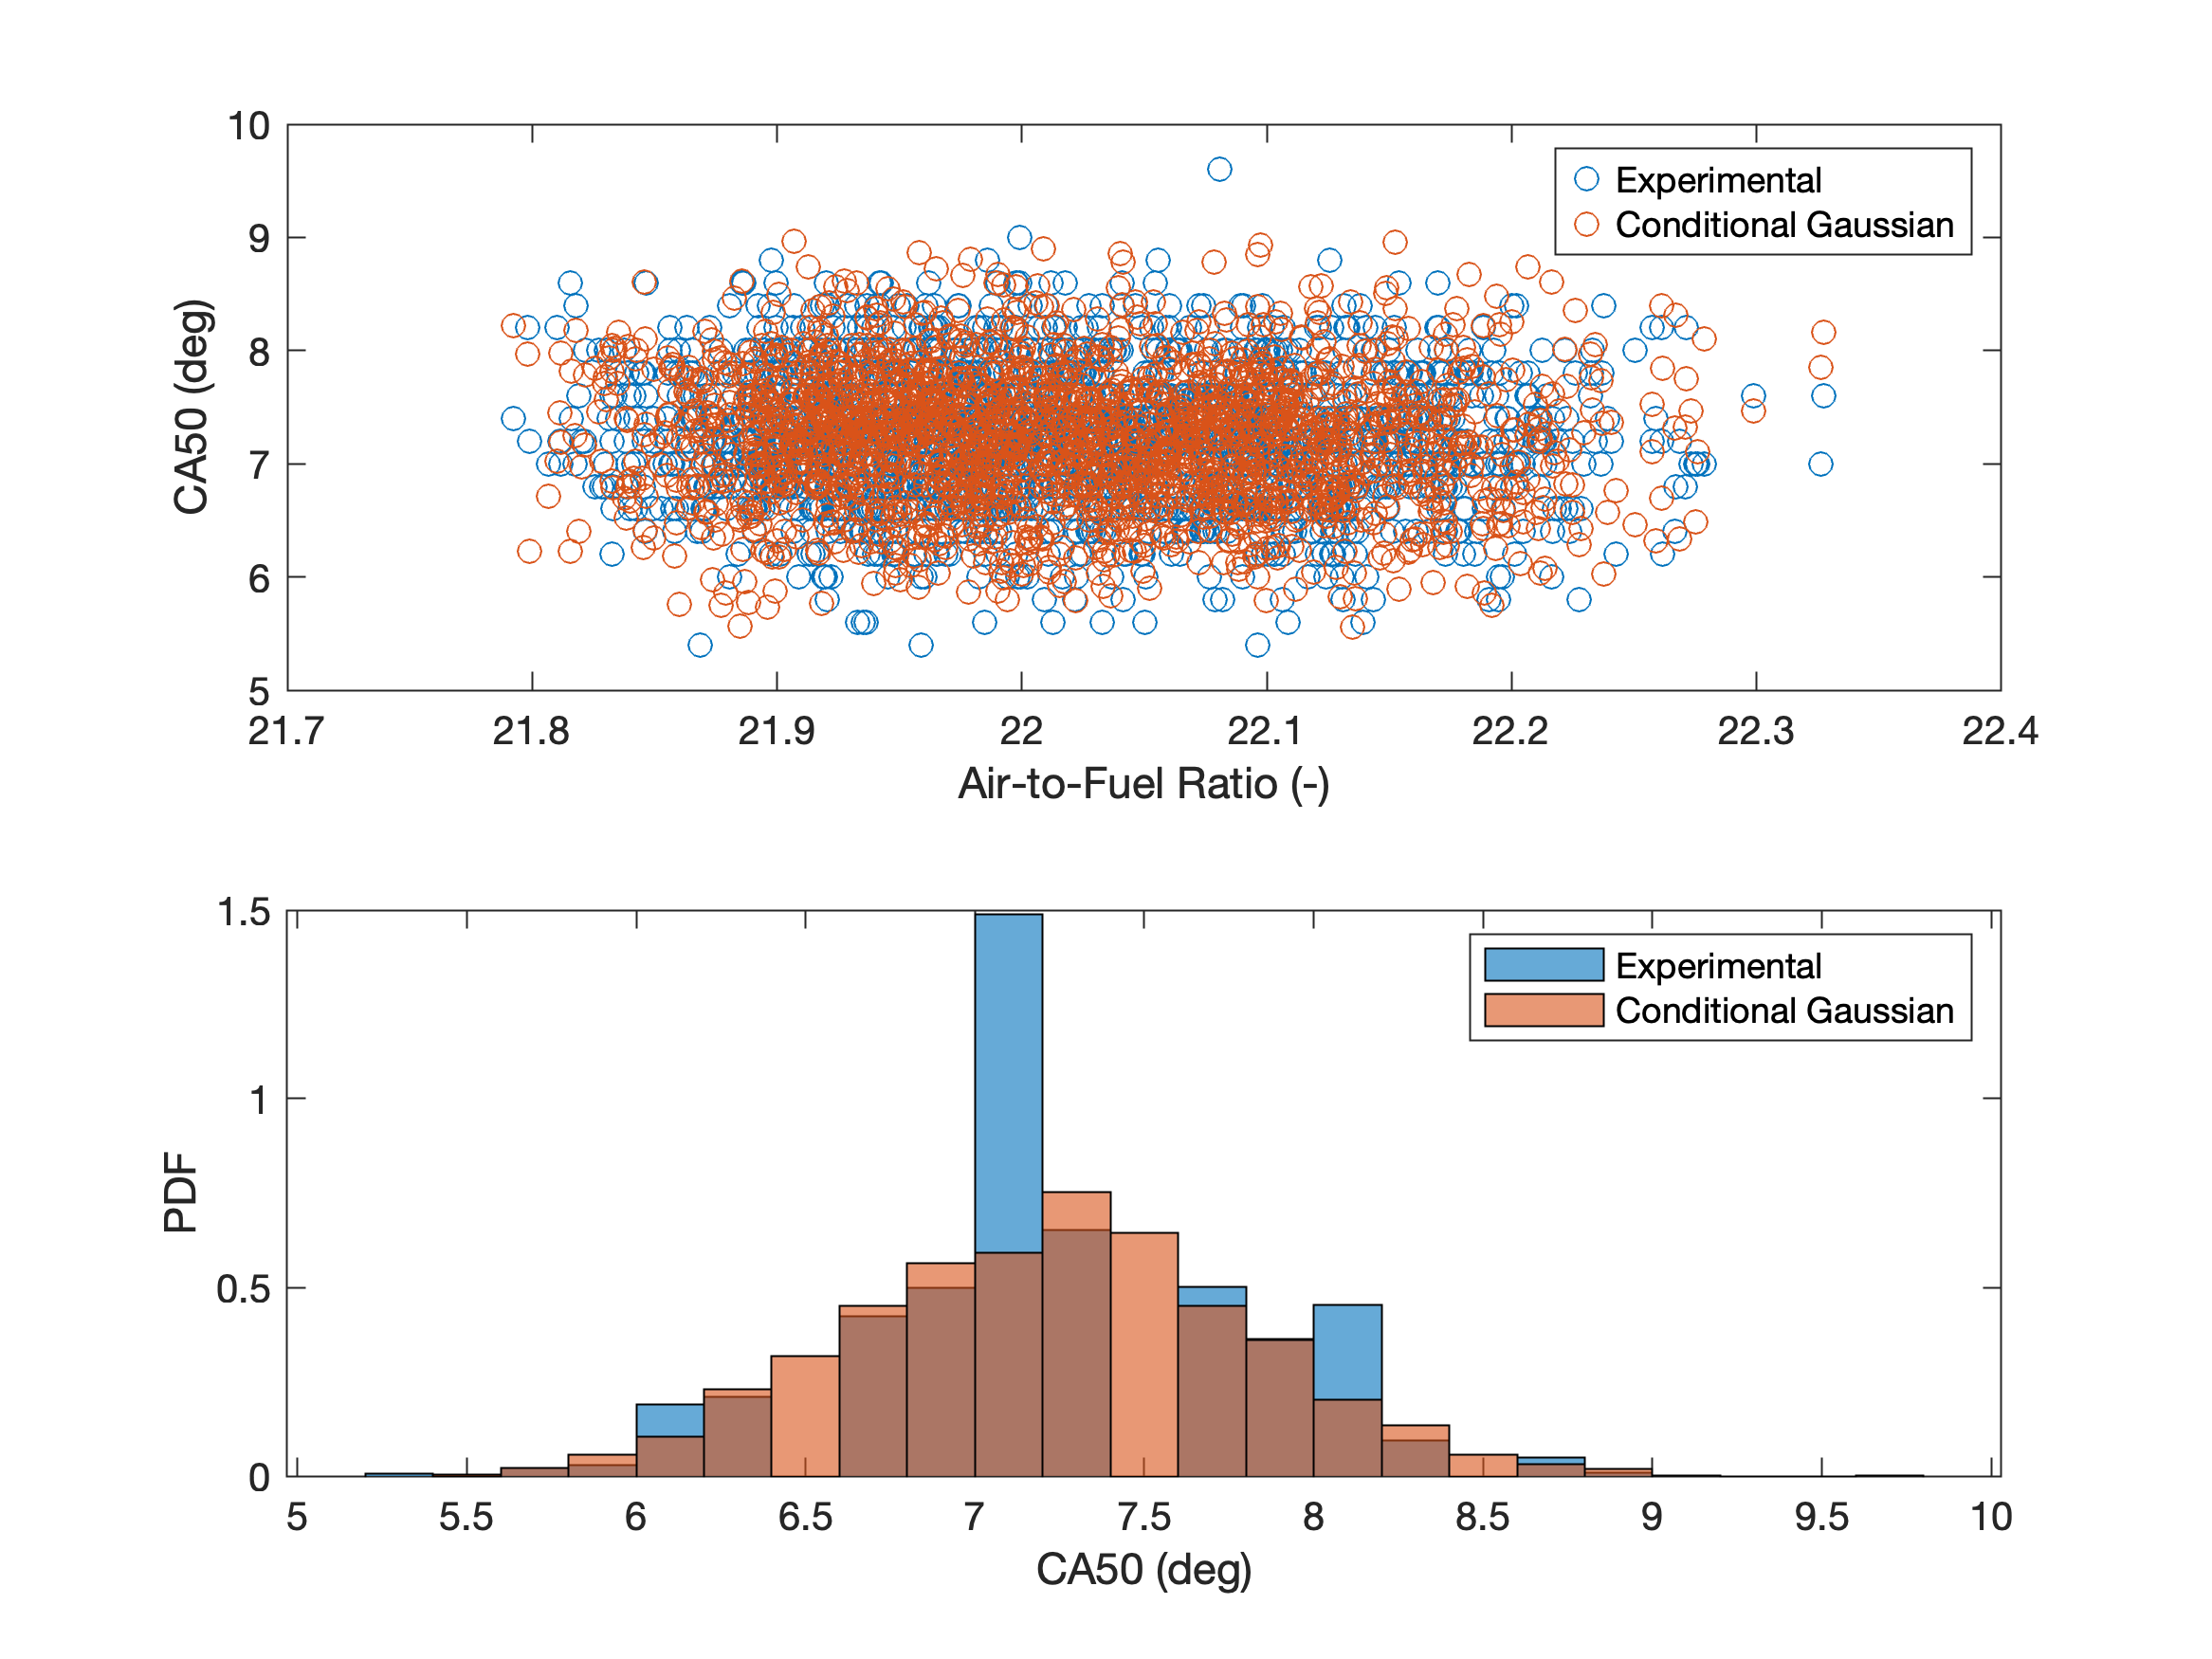 10
9
8
7
6
5
CA50 (deg)
Experimental
Conditional Gaussian
21.7 21.8 21.9 22 22.1 22.2 22.3 22.4
Air-to-Fuel Ratio (-)
1.5
1
0.5
0
PDF
Experimental
Conditional Gaussian
5 5.5 6 6.5 7 7.5 8 8.5 9 9.5 10
CA50 (deg)